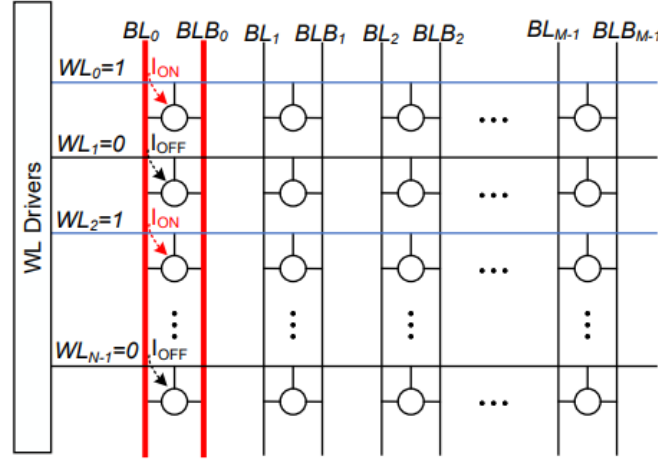 BL0 BLB0 BL1 BLB1 BL2 BLB2 BLM-1 BLBM-1
WL0=1 ION
WL1=0 IOFF
WL2=1 ION
WLN-1=0 IOFF
WL Drivers